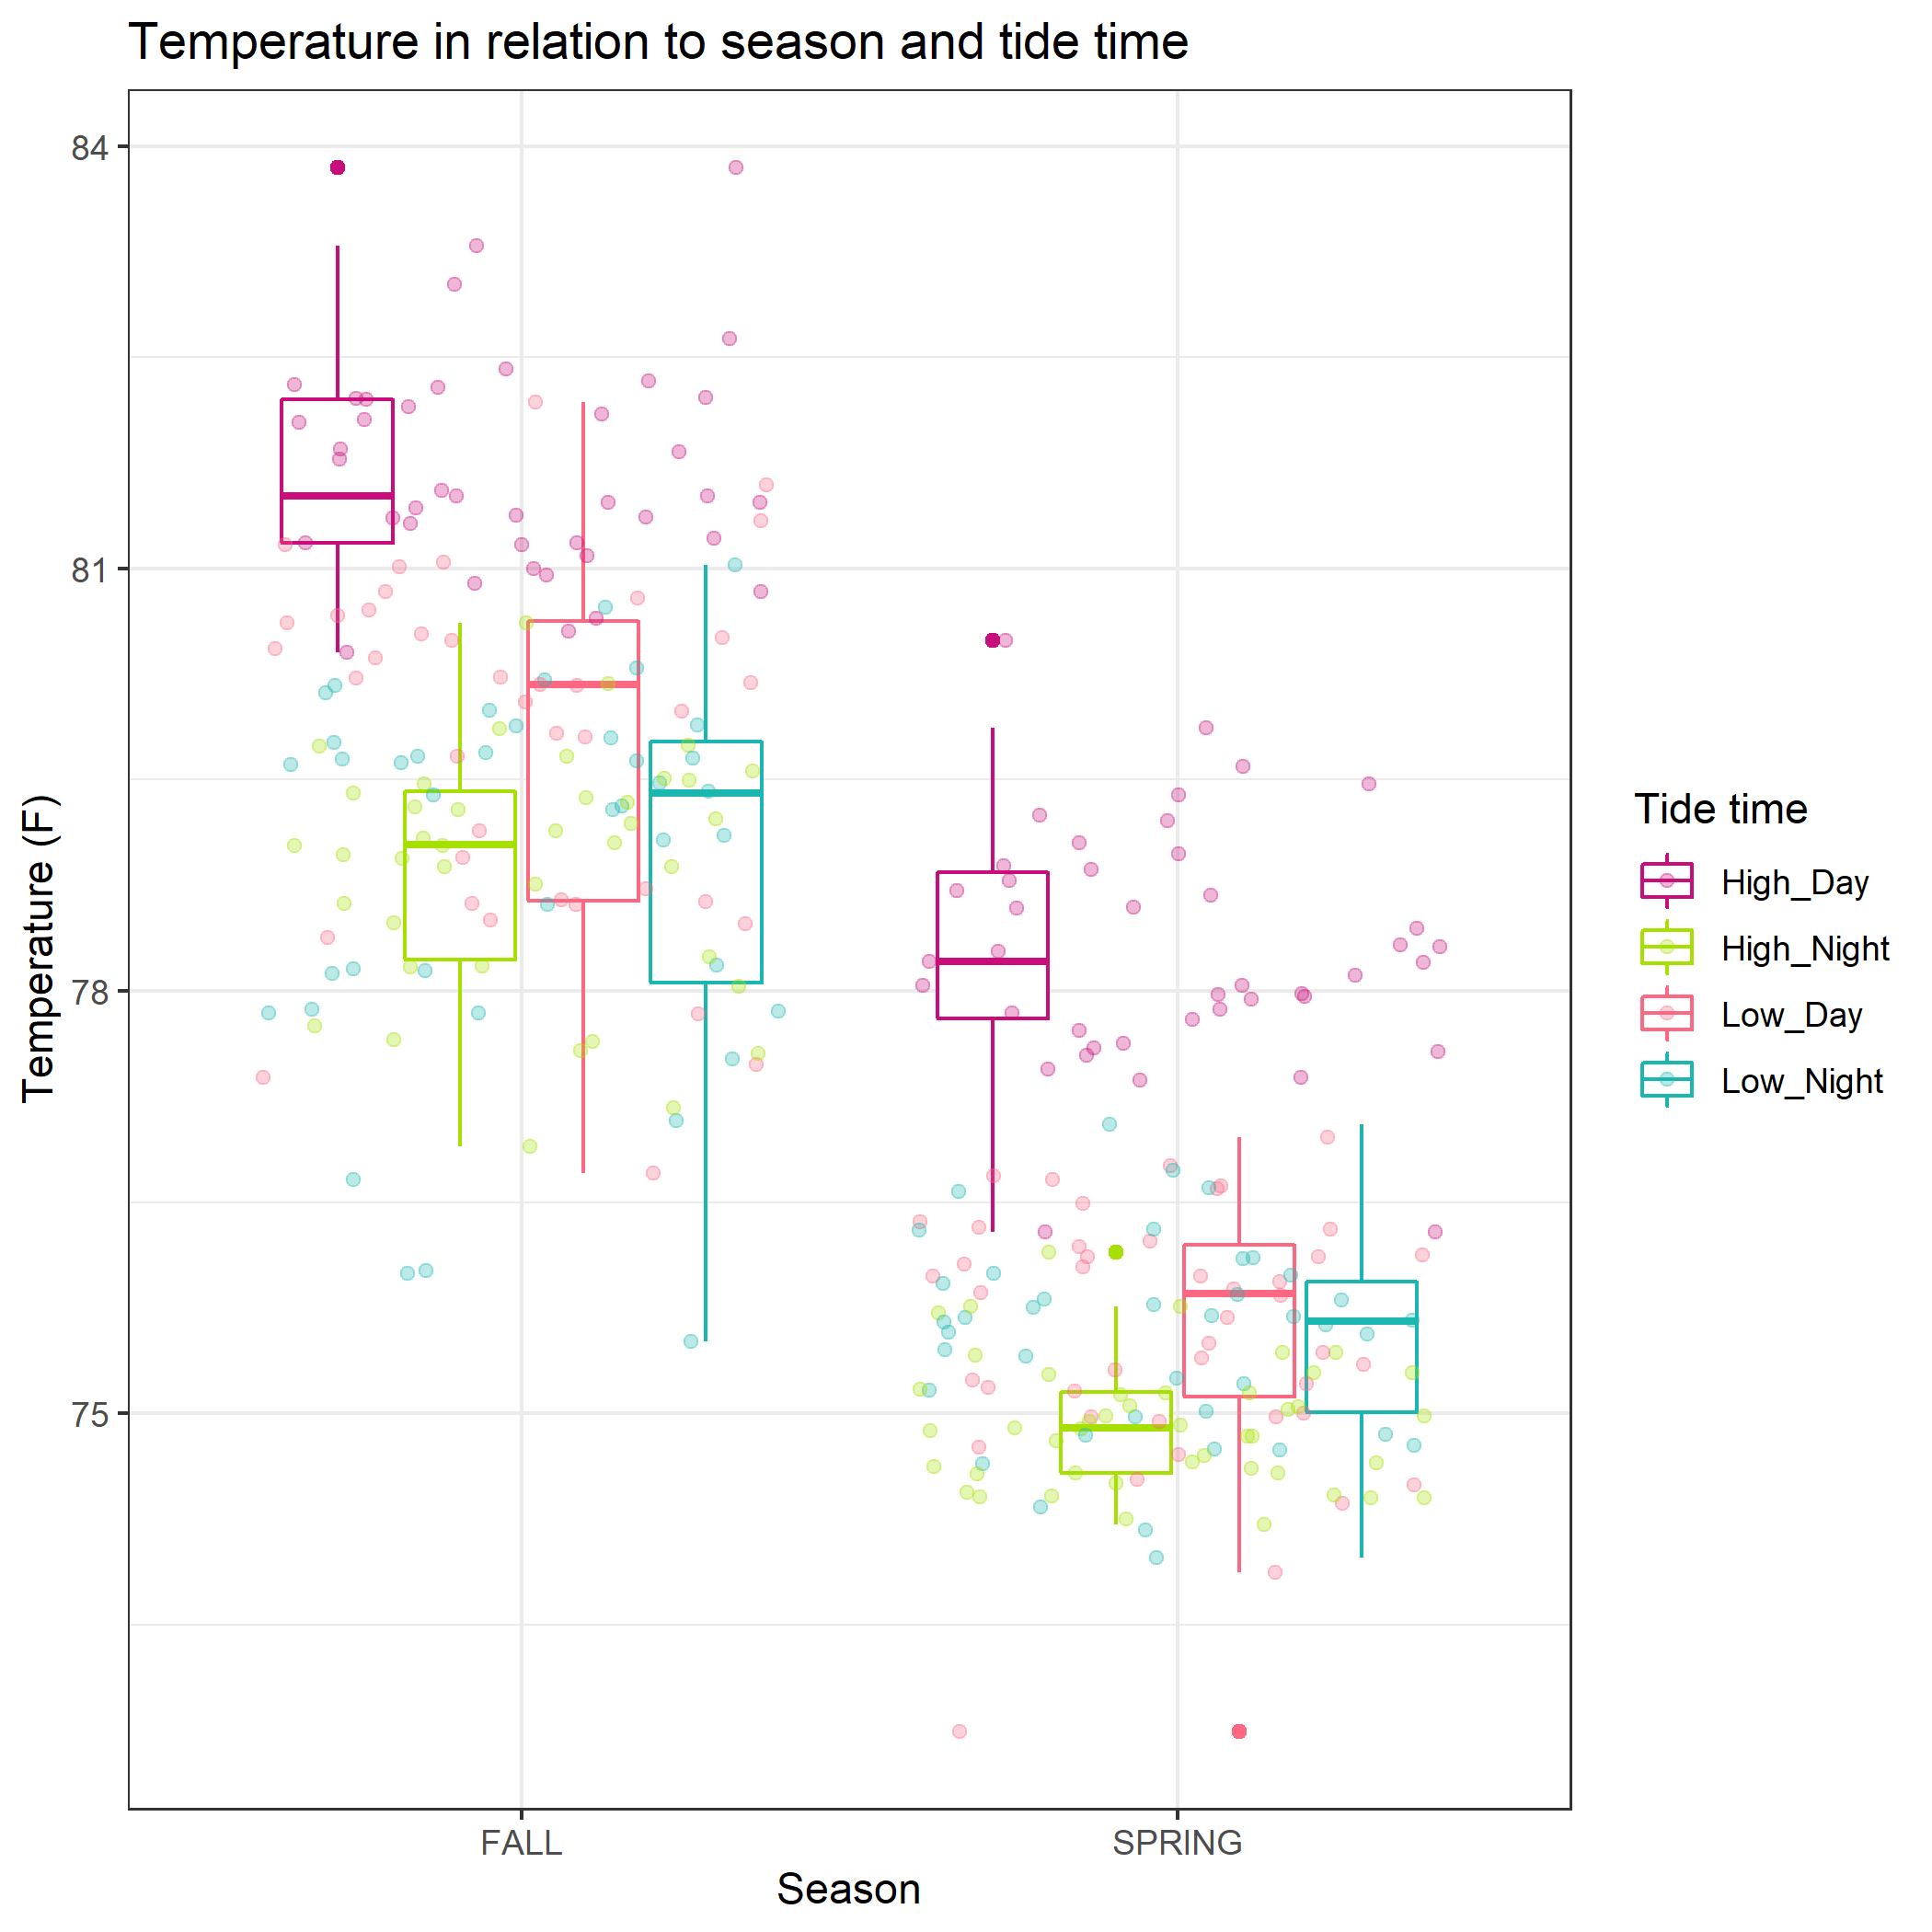 Temperature in relation to season and tide time
84
81
78
75
Temperature (F)
FALL
SPRING
Season
Tide time
High_Day
High_Night
Low_Day
Low_Night